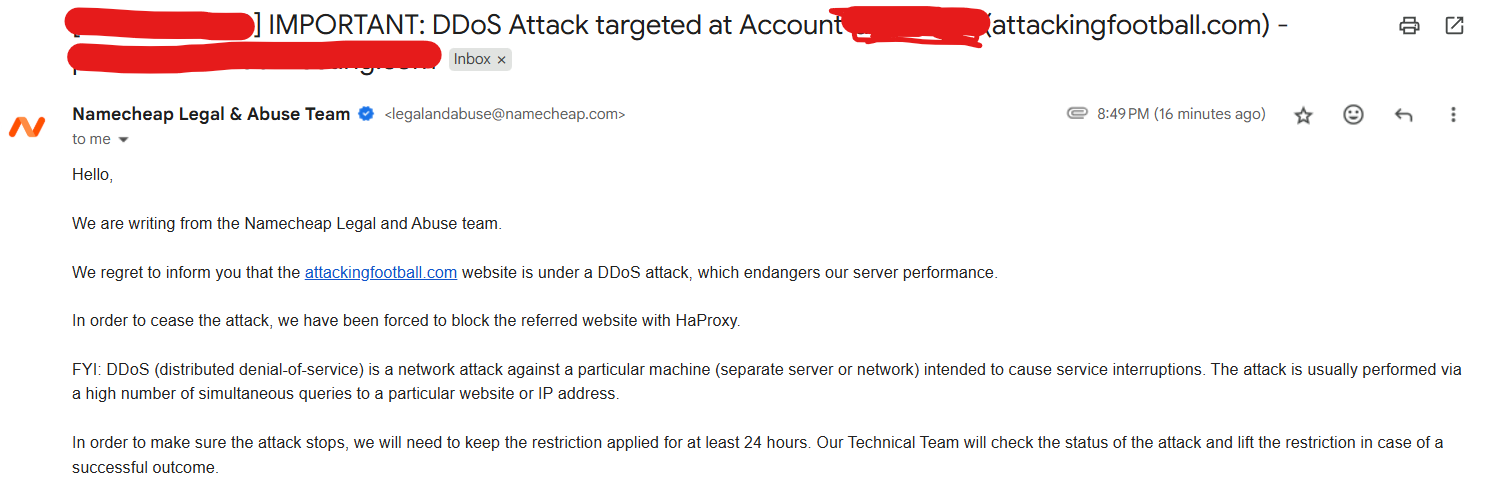 ] IMPORTANT: DDoS Attack targeted at Account (attackingfootball.com) -
Inbox ×
Namecheap Legal & Abuse Team <legalandabuse@namecheap.com> 8:49 PM (16 minutes ago)
to me
Hello,
We are writing from the Namecheap Legal and Abuse team.
We regret to inform you that the attackingfootball.com website is under a DDoS attack, which endangers our server performance.
In order to cease the attack, we have been forced to block the referred website with HaProxy.
FYI: DDoS (distributed denial-of-service) is a network attack against a particular machine (separate server or network) intended to cause service interruptions. The attack is usually performed via
a high number of simultaneous queries to a particular website or IP address.
In order to make sure the attack stops, we will need to keep the restriction applied for at least 24 hours. Our Technical Team will check the status of the attack and lift the restriction in case of a
successful outcome.